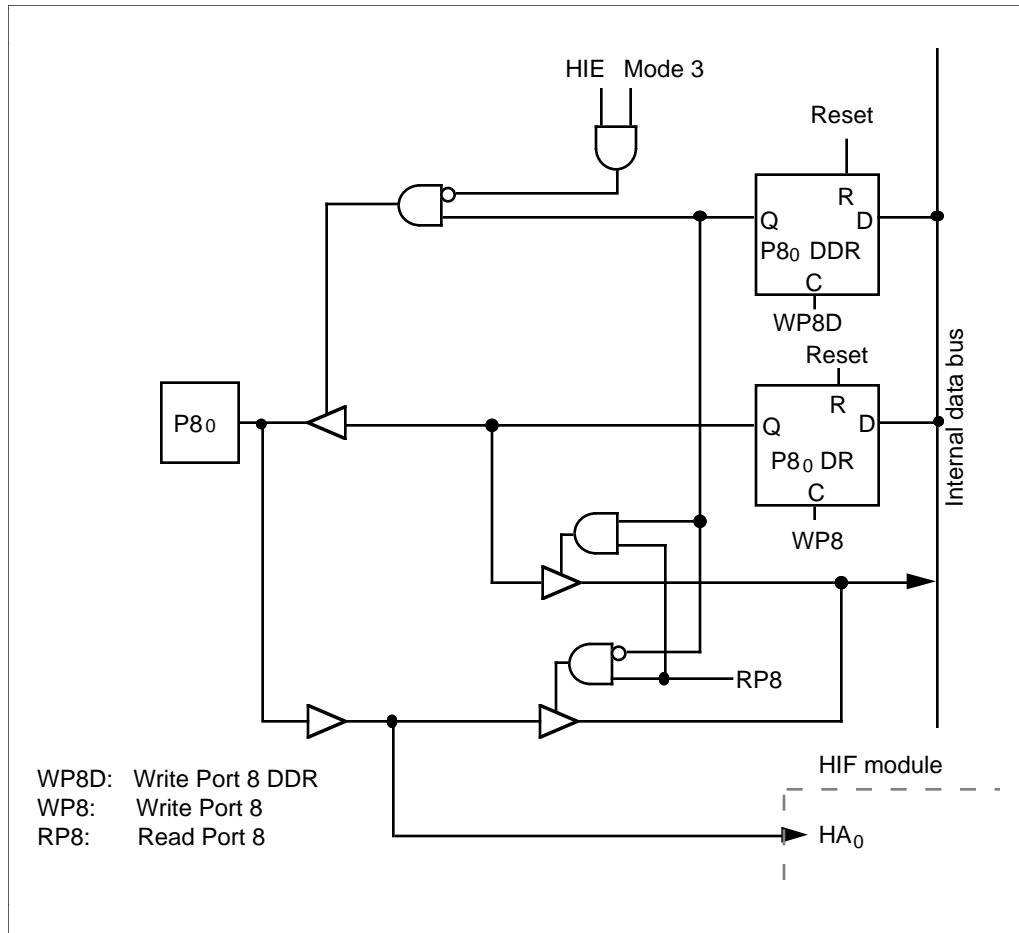 HIE Mode 3
Reset
R
Q D
P80 DDR
C
WP8D
Reset
R
P80
Q D
P80 DR
C
WP8
Internal data bus
RP8
HIF module
WP8D: Write Port 8 DDR
WP8: Write Port 8
RP8: Read Port 8
HA0